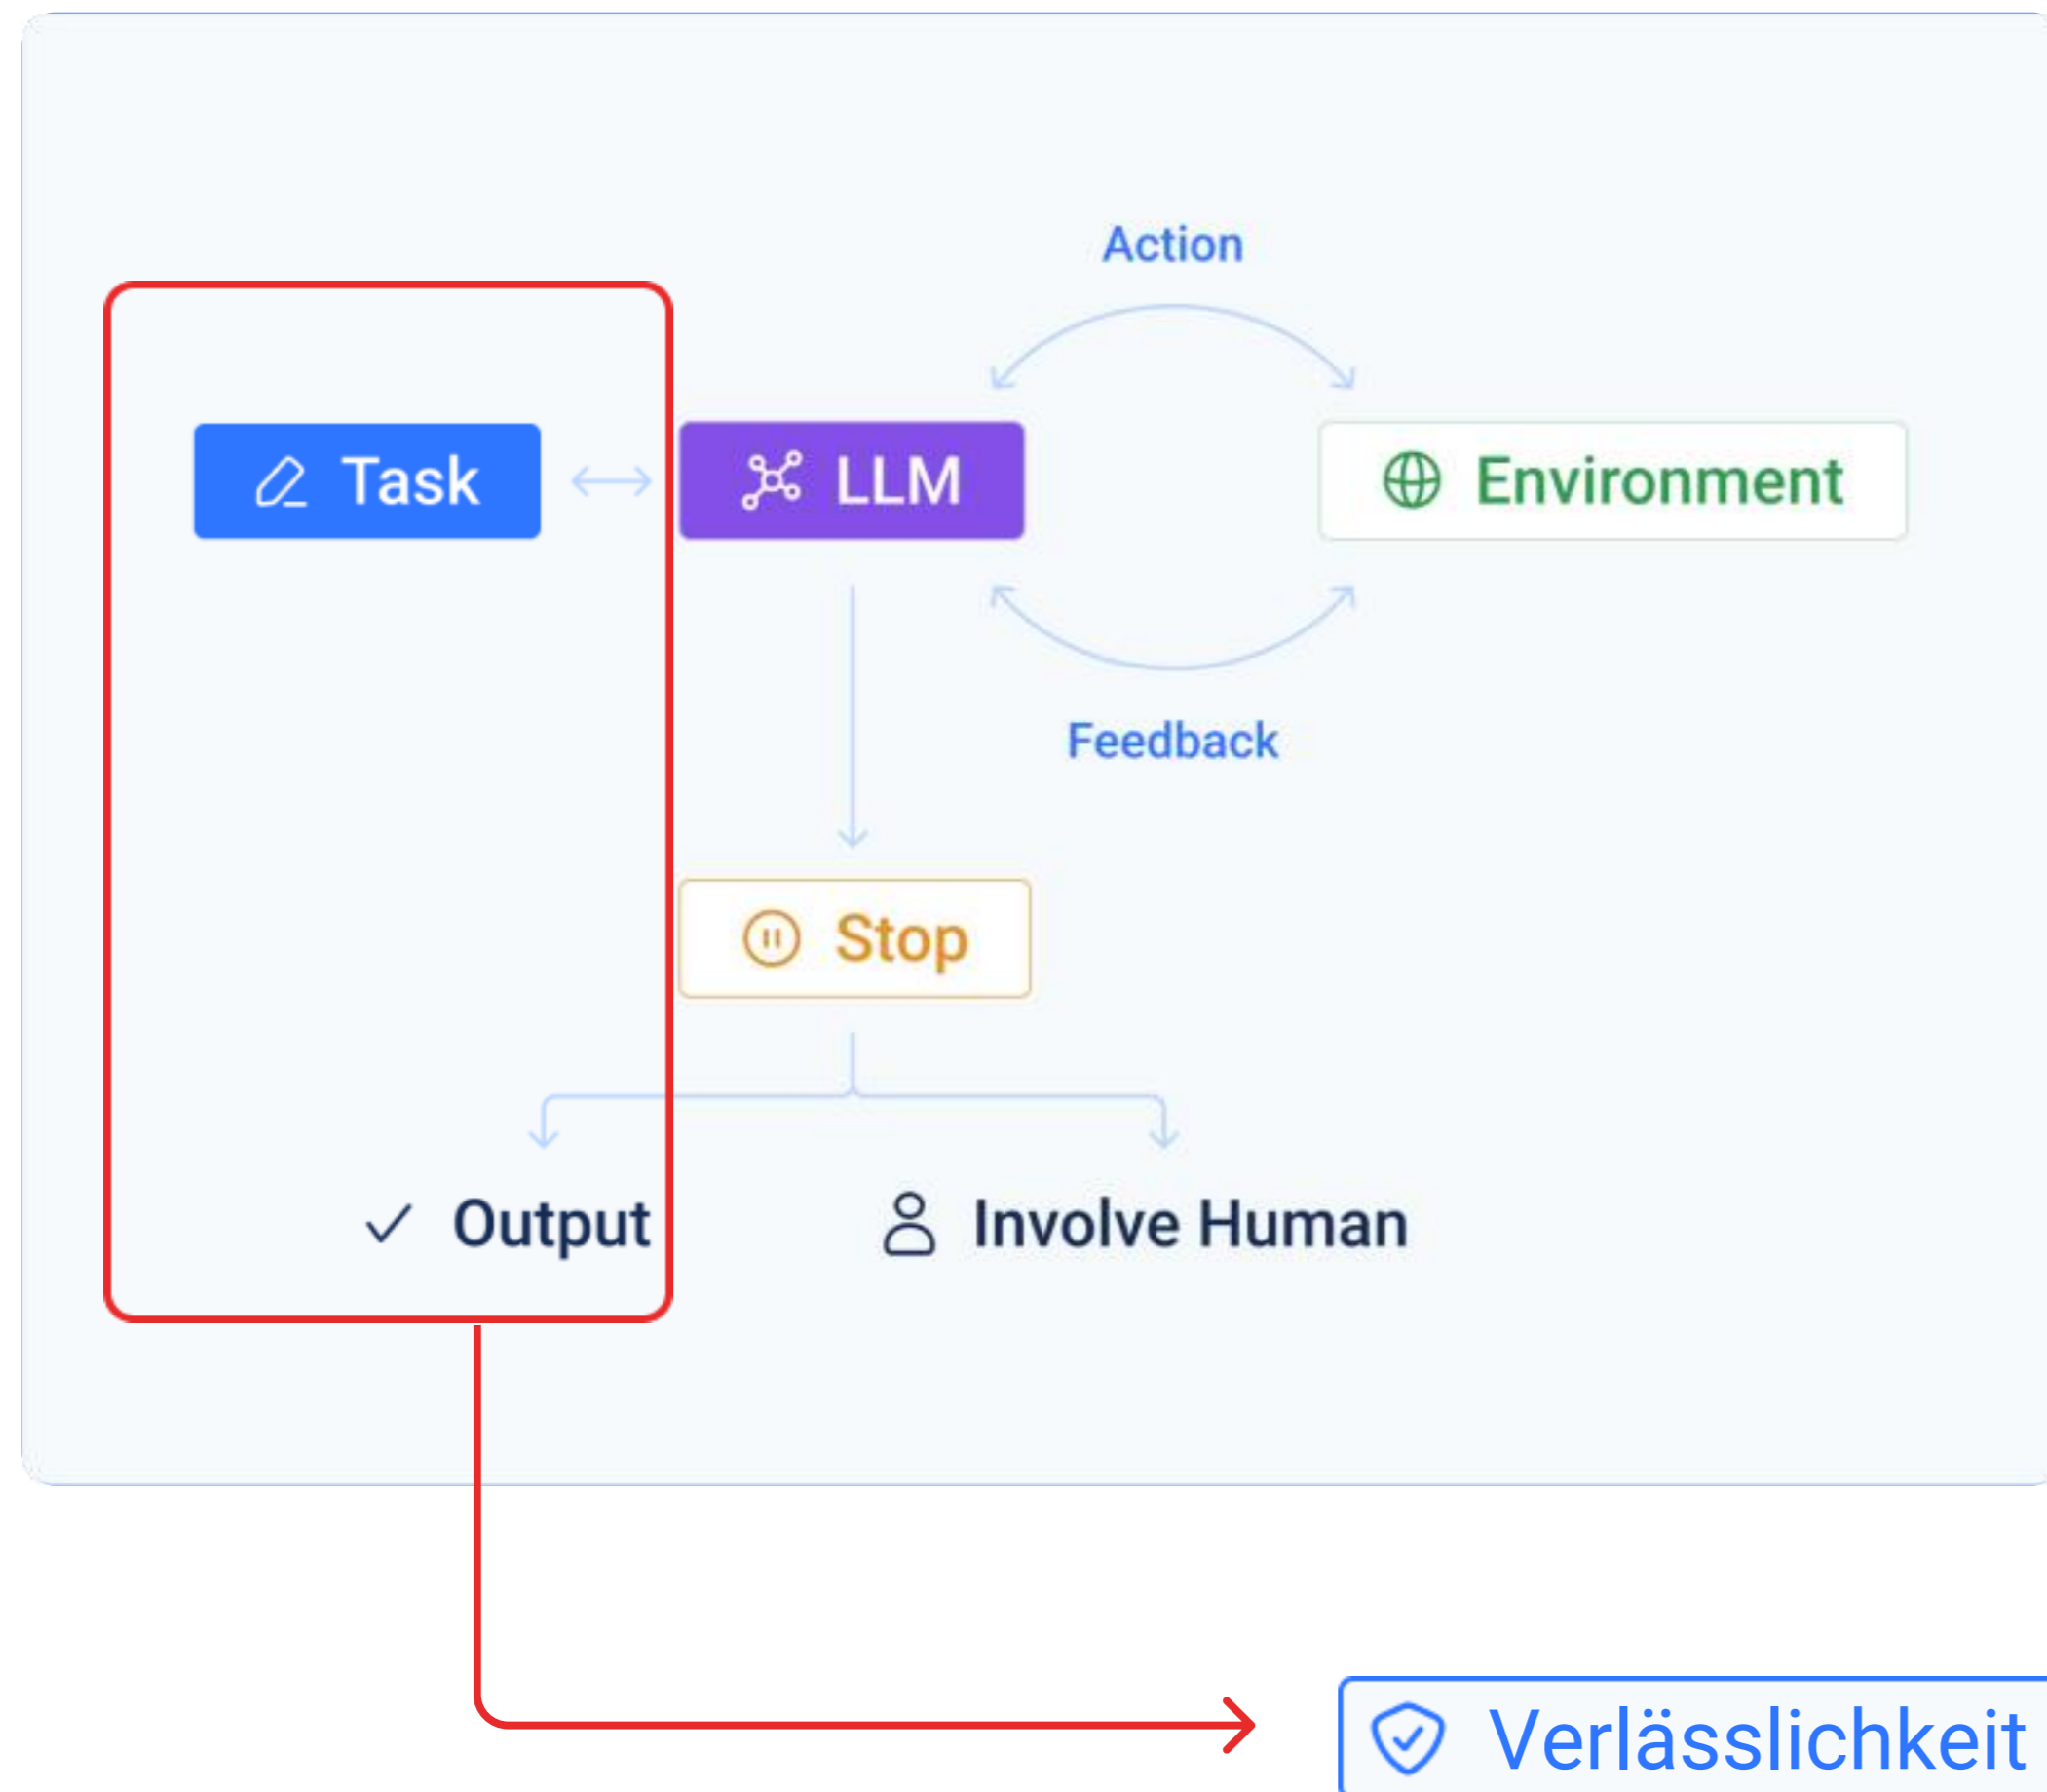 Action
Task
LLM
Environment
Feedback
Stop
Output
Involve Human
Verlässlichkeit